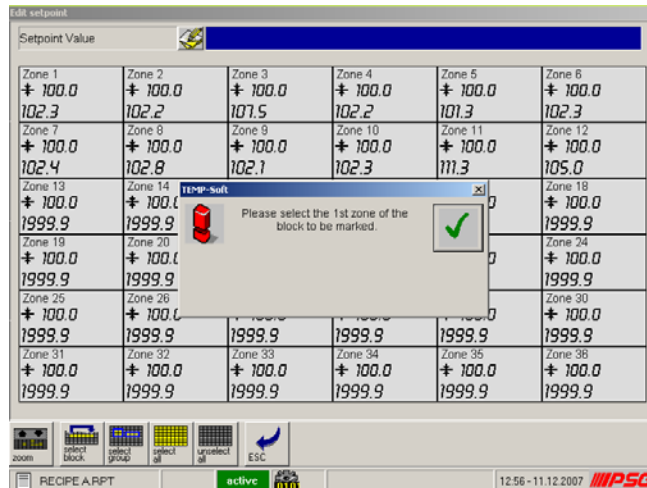 Edit setpoint
Setpoint Value
Zone 1 Zone 2 Zone 3 Zone 4 Zone 5 Zone 6
100.0 100.0 100.0 100.0 100.0 100.0
102.3 102.2 107.5 102.2 101.3 102.3
Zone 7 Zone 8 Zone 9 Zone 10 Zone 11 Zone 12
100.0 100.0 100.0 100.0 100.0 100.0
102.4 102.8 102.1 102.3 111.3 105.0
Zone 13 Zone 14 TEMP-Soft Zone 18
100.0 Please select the 1st zone of the 100.0
1999.9 1999.9 block to be marked. 1999.9
Zone 19 Zone 20 Zone 24
100.0 100.0
1999.9 1999.9 1999.9
Zone 25 Zone 26 Zone 30
100.0 100.0
1999.9 1999.9 1999.9 1999.9 1999.9 1999.9
Zone 31 Zone 32 Zone 33 Zone 34 Zone 35 Zone 36
100.0 100.0 100.0 100.0 100.0 100.0
1999.9 1999.9 1999.9 1999.9 1999.9 1999.9
zoom select block select group select all unselect all ESC
RECIPEA.RPT active 0101 12:56 - 11.12.2007 PSG